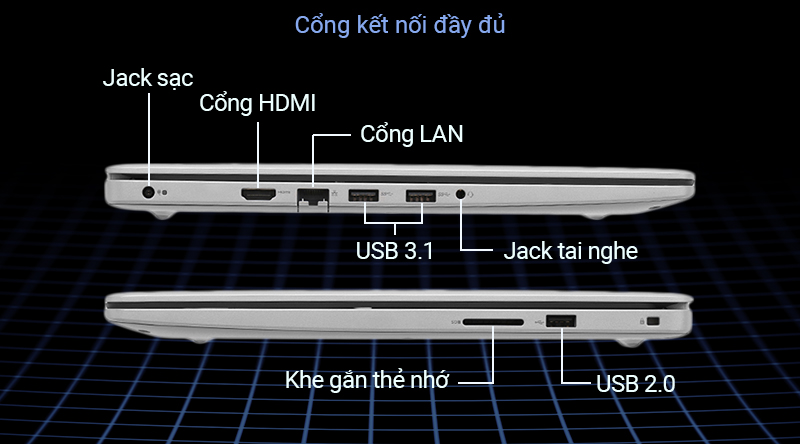 Cổng kết nối đầy đủ
Jack sạc
Cổng HDMI
Cổng LAN
USB 3.1
Jack tai nghe
Khe gắn thẻ nhớ
USB 2.0